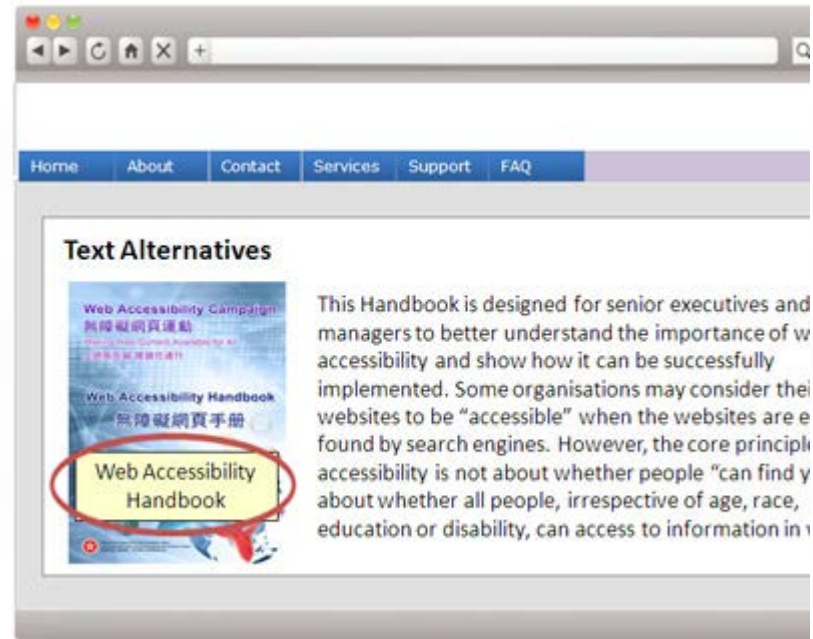 Home About Contact Services Support FAQ
Text Alternatives
Web Accessibility Campaign
無障礙網頁運動
Web Accessibility Handbook
無障礙網頁手冊
Web Accessibility
Handbook
This Handbook is designed for senior executives and
managers to better understand the importance of w
accessibility and show how it can be successfully
implemented. Some organisations may consider thei
websites to be “accessible” when the websites are e
found by search engines. However, the core principle
accessibility is not about whether people “can find y
about whether all people, irrespective of age, race,
education or disability, can access to information in